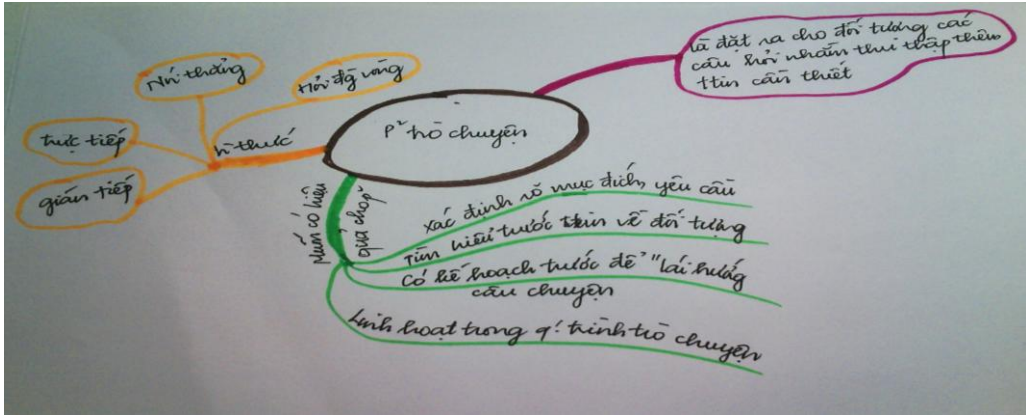 P² trò chuyện
là đặt ra cho đối tượng các
câu hỏi nhằm thu thập thêm
ttin cần thiết
h thức
Nói thẳng
Hỏi đg vòng
trực tiếp
gián tiếp
Muốn có hiệu
quả cho p²
Xác định rõ mục đích, yêu cầu
Tìm hiểu trước ttin về đối tượng
Có kế hoạch trước để "lái hướng
câu chuyện
Linh hoạt trong q: trình trò chuyện